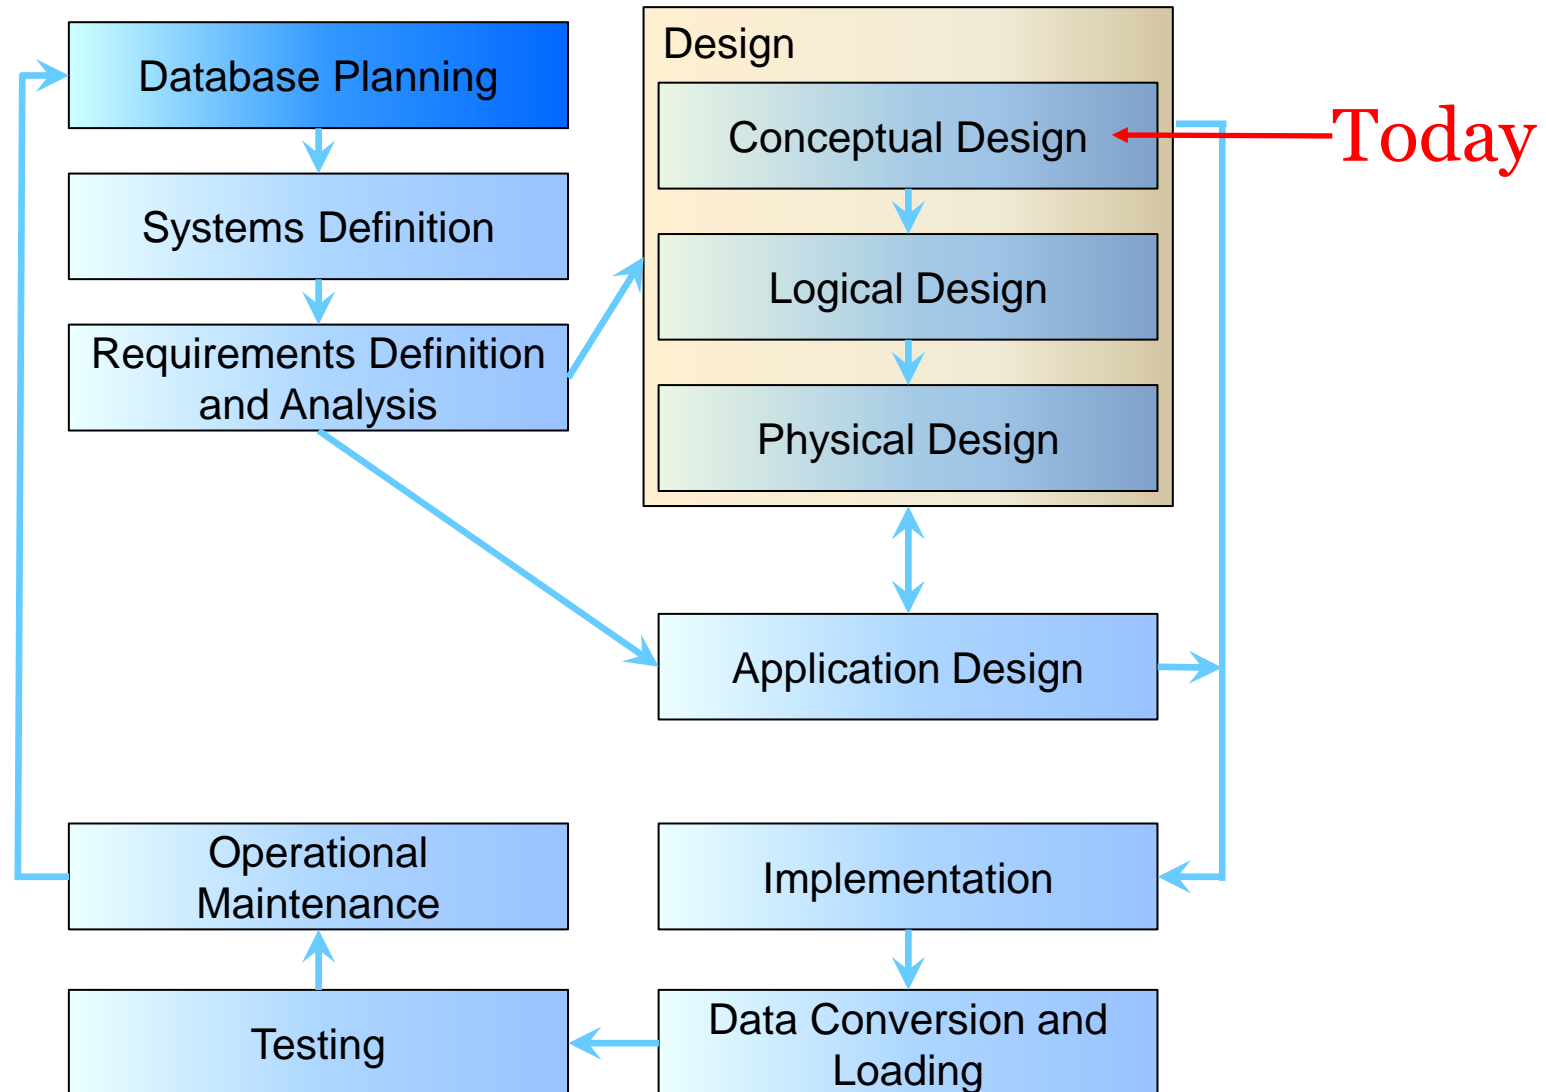 Database Planning
Systems Definition
Requirements Definition
and Analysis
Design
Conceptual Design
Today
Logical Design
Physical Design
Application Design
Operational
Maintenance
Implementation
Testing
Data Conversion and
Loading